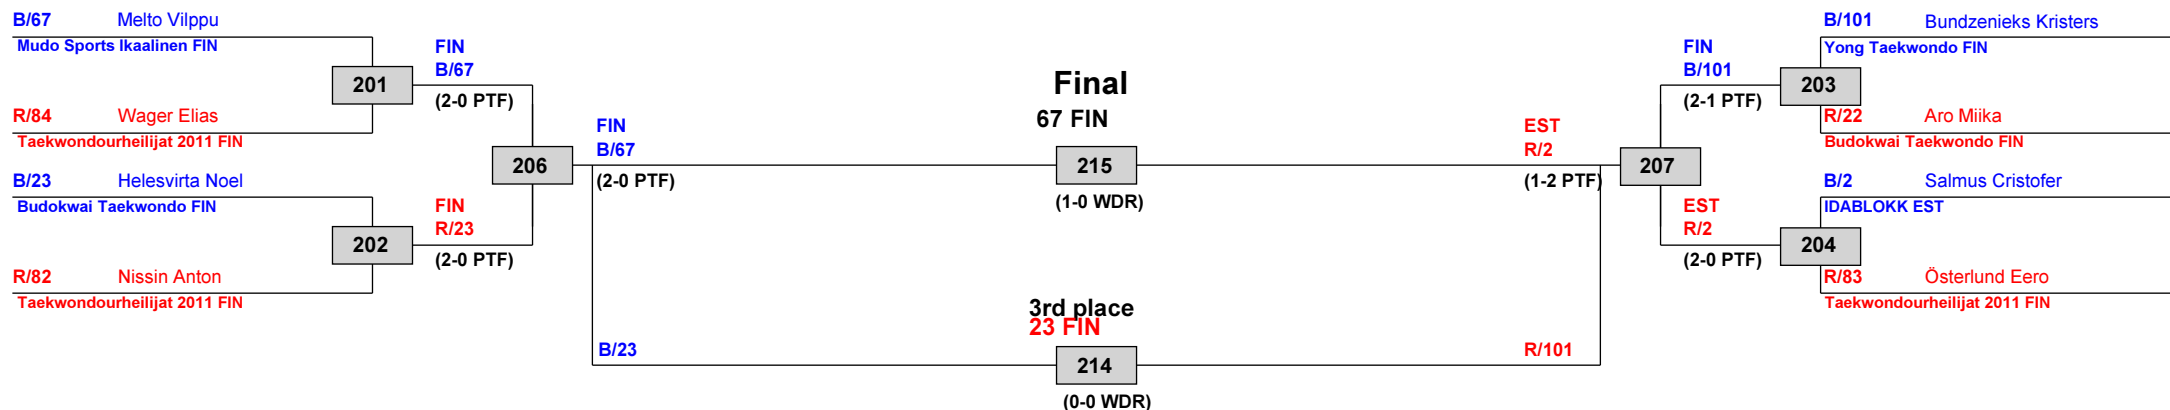 B/67 Melto Vilppu
Mudo Sports Ikaalinen FIN
R/84 Wager Elias
Taekwondourheilijat 2011 FIN
B/23 Helesvirta Noel
Budokwai Taekwondo FIN
R/82 Nissin Anton
Taekwondourheilijat 2011 FIN
201
202
FIN
B/67
(2-0 PTF)
FIN
R/23
(2-0 PTF)
206
FIN
B/67
(2-0 PTF)
B/23
Final
67 FIN
215
(1-0 WDR)
3rd place
23 FIN
214
(0-0 WDR)
EST
R/2
(1-2 PTF)
R/101
207
FIN
B/101
(2-1 PTF)
EST
R/2
(2-0 PTF)
203
204
B/101 Bundzenieks Kristers
Yong Taekwondo FIN
R/22 Aro Miika
Budokwai Taekwondo FIN
B/2 Salmus Cristofer
IDABLOKK EST
R/83 Österlund Eero
Taekwondourheilijat 2011 FIN